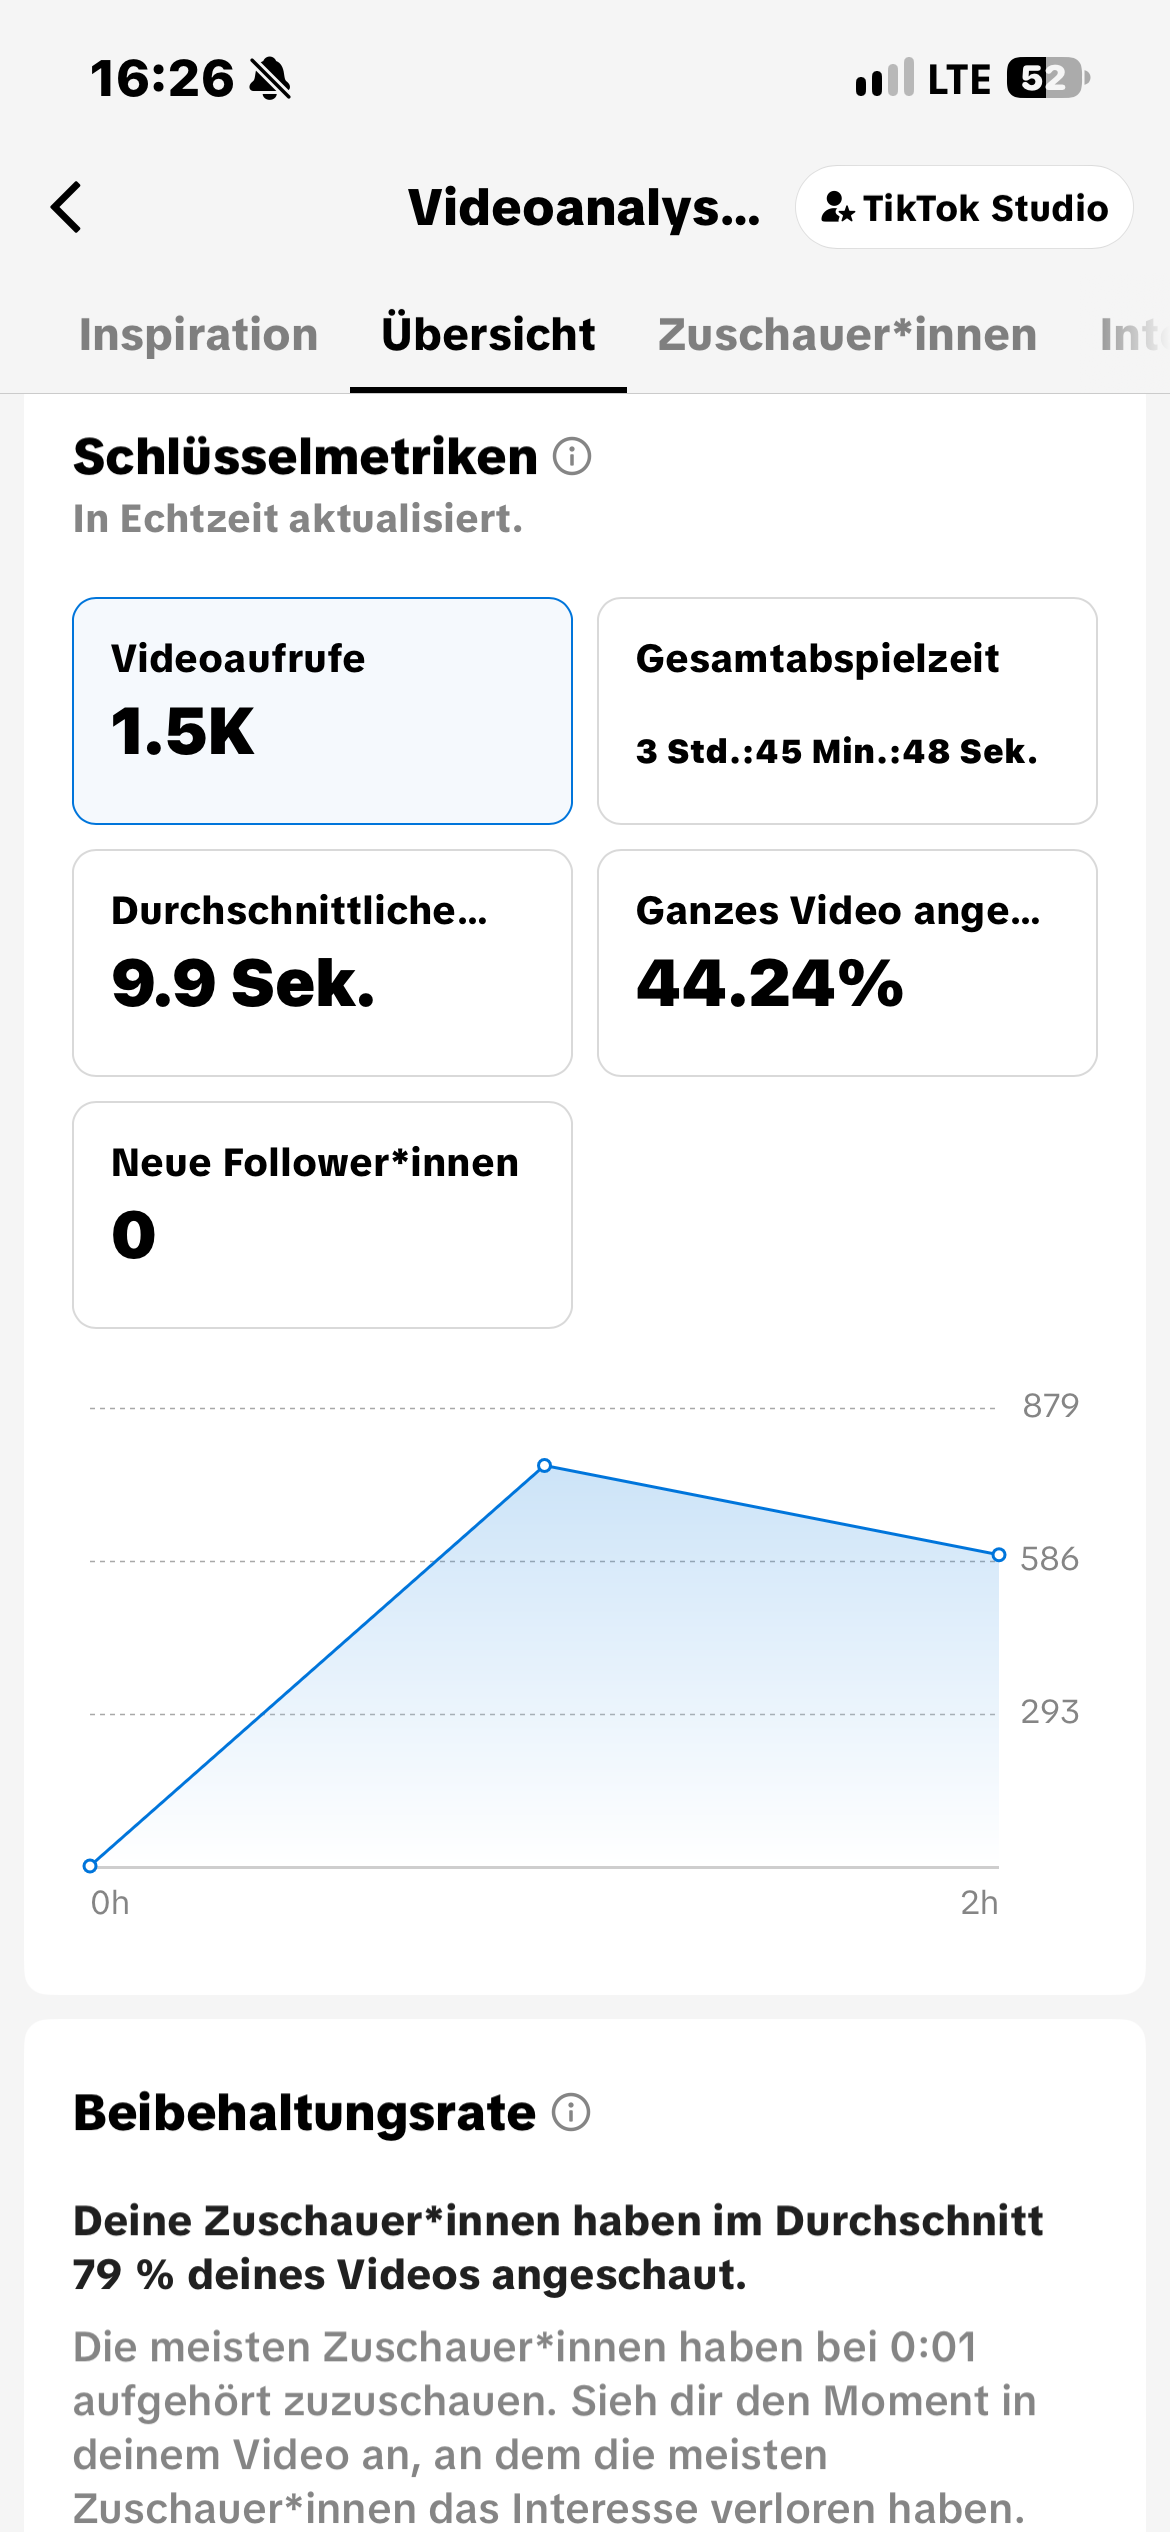 16:26
LTE
52
Videoanalys...
TikTok Studio
Inspiration
Übersicht
Zuschauer*innen
Schlüsselmetriken
In Echtzeit aktualisiert.
Videoaufrufe
1.5K
Gesamtabspielzeit
3 Std.:45 Min.:48 Sek.
Durchschnittliche...
9.9 Sek.
Ganzes Video ange...
44.24%
Neue Follower*innen
0
879
586
293
0h
2h
Beibehaltungsrate
Deine Zuschauer*innen haben im Durchschnitt
79 % deines Videos angeschaut.
Die meisten Zuschauer*innen haben bei 0:01
aufgehört zuzuschauen. Sieh dir den Moment in
deinem Video an, an dem die meisten
Zuschauer*innen das Interesse verloren haben.